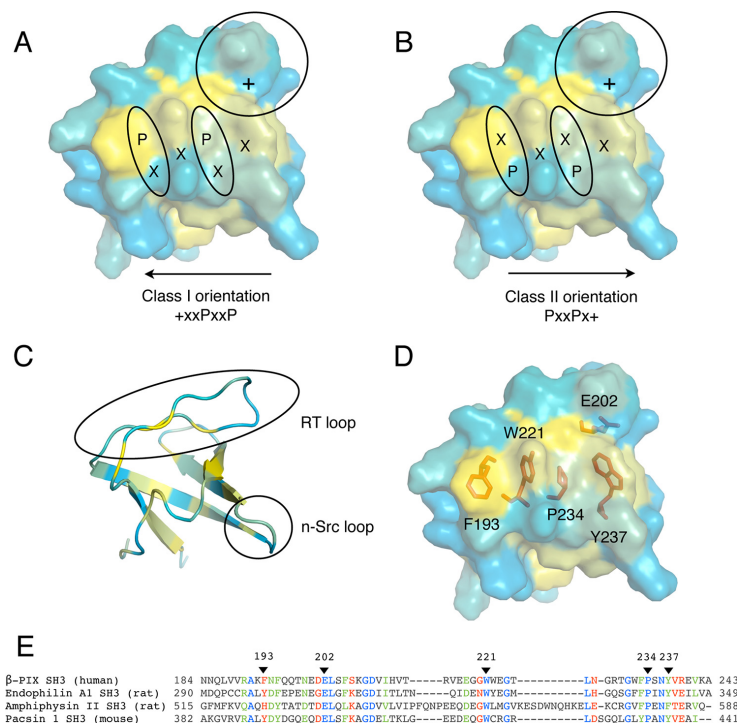 A
B
+
+
P
X
X
P
X
X
X
P
X
X
P
X
Class I orientation
+xxPxxP
Class II orientation
PxxPx+
C
D
RT loop
n-Src loop
E202
W221
F193
P234
Y237
E
193 202 221 234 237
β-PIX SH3 (human) 184 NNQLVVRAKFNFQQTNEDELSFSKGDVIHVT-----RVEEGGWWEGT------LN-GRTGWFPSNYVREVKA 243
Endophilin A1 SH3 (rat) 290 MDQPCCRALYDFEPENEGELGFKEGDIITLTN-----QIDENWYEGM------LH-GQSGFFPINYVEILVA 349
Amphiphysin II SH3 (rat) 515 GFMFKVQAQHDYTATDTDELQLKAGDVVLVIPFQNPEEQDEGWLMGVKESDWNQHKELEKCRGVFPENFTERVQ- 588
Pacsin 1 SH3 (mouse) 382 AKGVRVRALYDYDGQEQDELSFKAGDELTKLG-----EEDEQGWCRGR-----LDSGQLGLYPANYVEAI-- 441